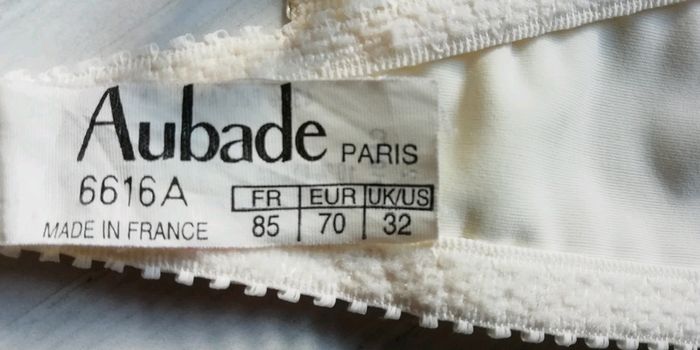 Aubade PARIS
6616A
MADE IN FRANCE
FR EUR UK/US
85 70 32